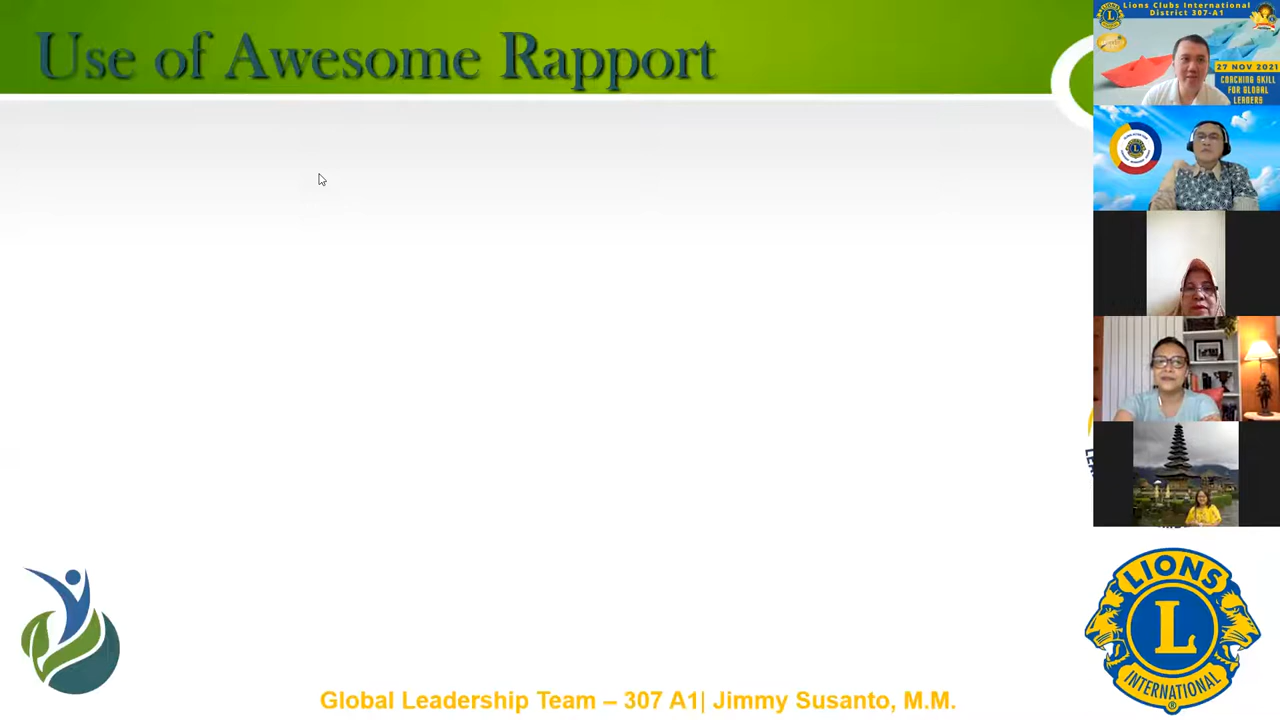 Use of Awesome Rapport
Lions Clubs International
District 307-A1
27 NOV 2021
COACHING SKILL
FOR GLOBAL
LEADERS
LIONS
L
INTERNATIONAL
®
Global Leadership Team – 307 A1| Jimmy Susanto, M.M.